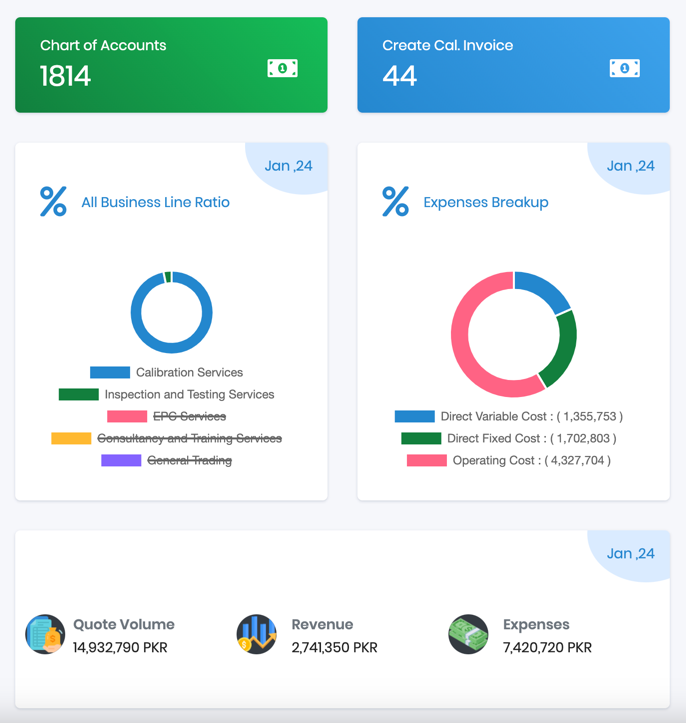 Chart of Accounts
1814
Create Cal. Invoice
44
Jan ,24
% All Business Line Ratio
Calibration Services
Inspection and Testing Services
EPC Services
Consultancy and Training Services
General Trading
Jan ,24
% Expenses Breakup
Direct Variable Cost : ( 1,355,753 )
Direct Fixed Cost : ( 1,702,803 )
Operating Cost : ( 4,327,704 )
Jan ,24
Quote Volume
14,932,790 PKR
Revenue
2,741,350 PKR
Expenses
7,420,720 PKR